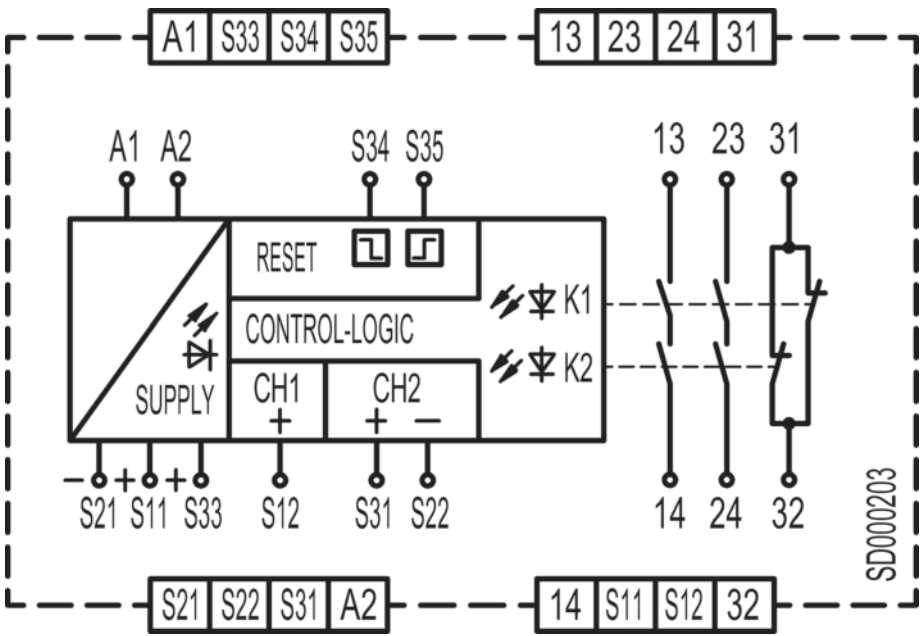 A1 S33 S34 S35 13 23 24 31
A1 A2 S34 S35 13 23 31
RESET
K1
CONTROL-LOGIC
K2
SUPPLY CH1 CH2
+ + −
− + +
S21 S11 S33 S12 S31 S22 14 24 32
SD000203
S21 S22 S31 A2 14 S11 S12 32